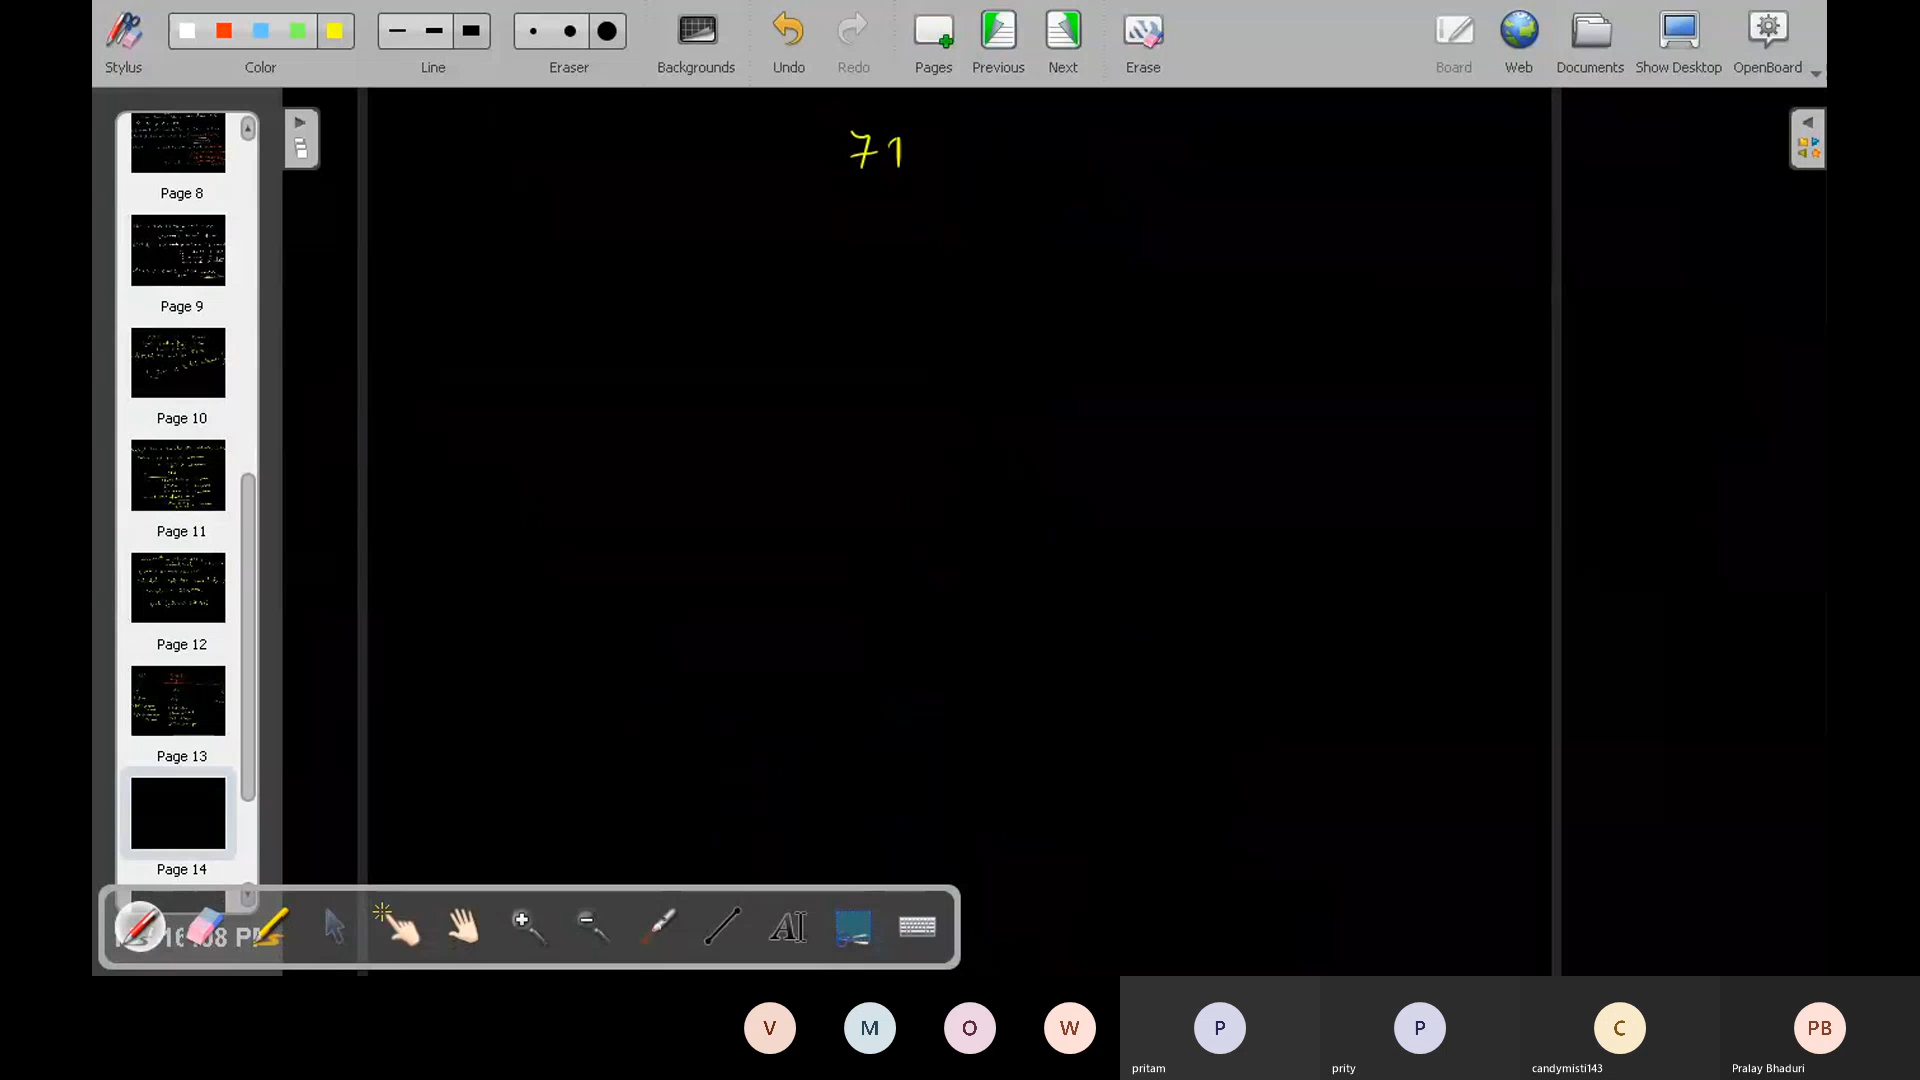 Stylus
Color
Line
Eraser
Backgrounds
Undo
Redo
Pages
Previous
Next
Erase
Board
Web
Documents
Show Desktop
OpenBoard
71
Page 8
Page 9
Page 10
Page 11
Page 12
Page 13
Page 14
AI
V
M
O
W
P
pritam
P
prity
C
candymisti143
PB
Pralay Bhaduri